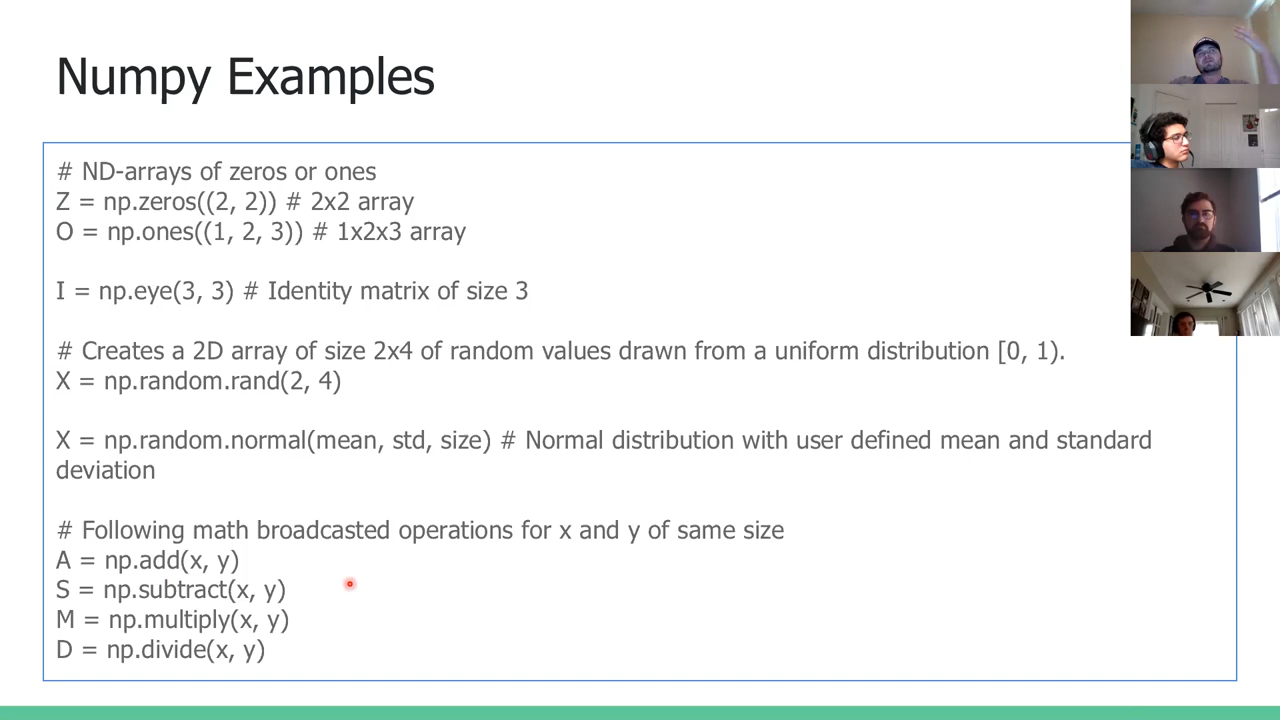 Numpy Examples
# ND-arrays of zeros or ones
Z = np.zeros((2, 2)) # 2x2 array
O = np.ones((1, 2, 3)) # 1x2x3 array
I = np.eye(3, 3) # Identity matrix of size 3
# Creates a 2D array of size 2x4 of random values drawn from a uniform distribution [0, 1).
X = np.random.rand(2, 4)
X = np.random.normal(mean, std, size) # Normal distribution with user defined mean and standard
deviation
# Following math broadcasted operations for x and y of same size
A = np.add(x, y)
S = np.subtract(x, y)
M = np.multiply(x, y)
D = np.divide(x, y)